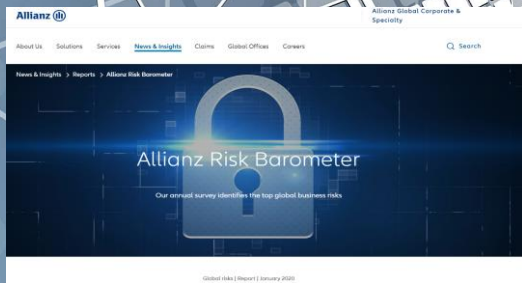 Allianz
Allianz Global Corporate &
Specialty
About Us Solutions Services News & Insights Claims Global Offices Careers Search
News & Insights > Reports > Allianz Risk Barometer
Allianz Risk Barometer
Our annual survey identifies the top global business risks
Global risks | Report | January 2020